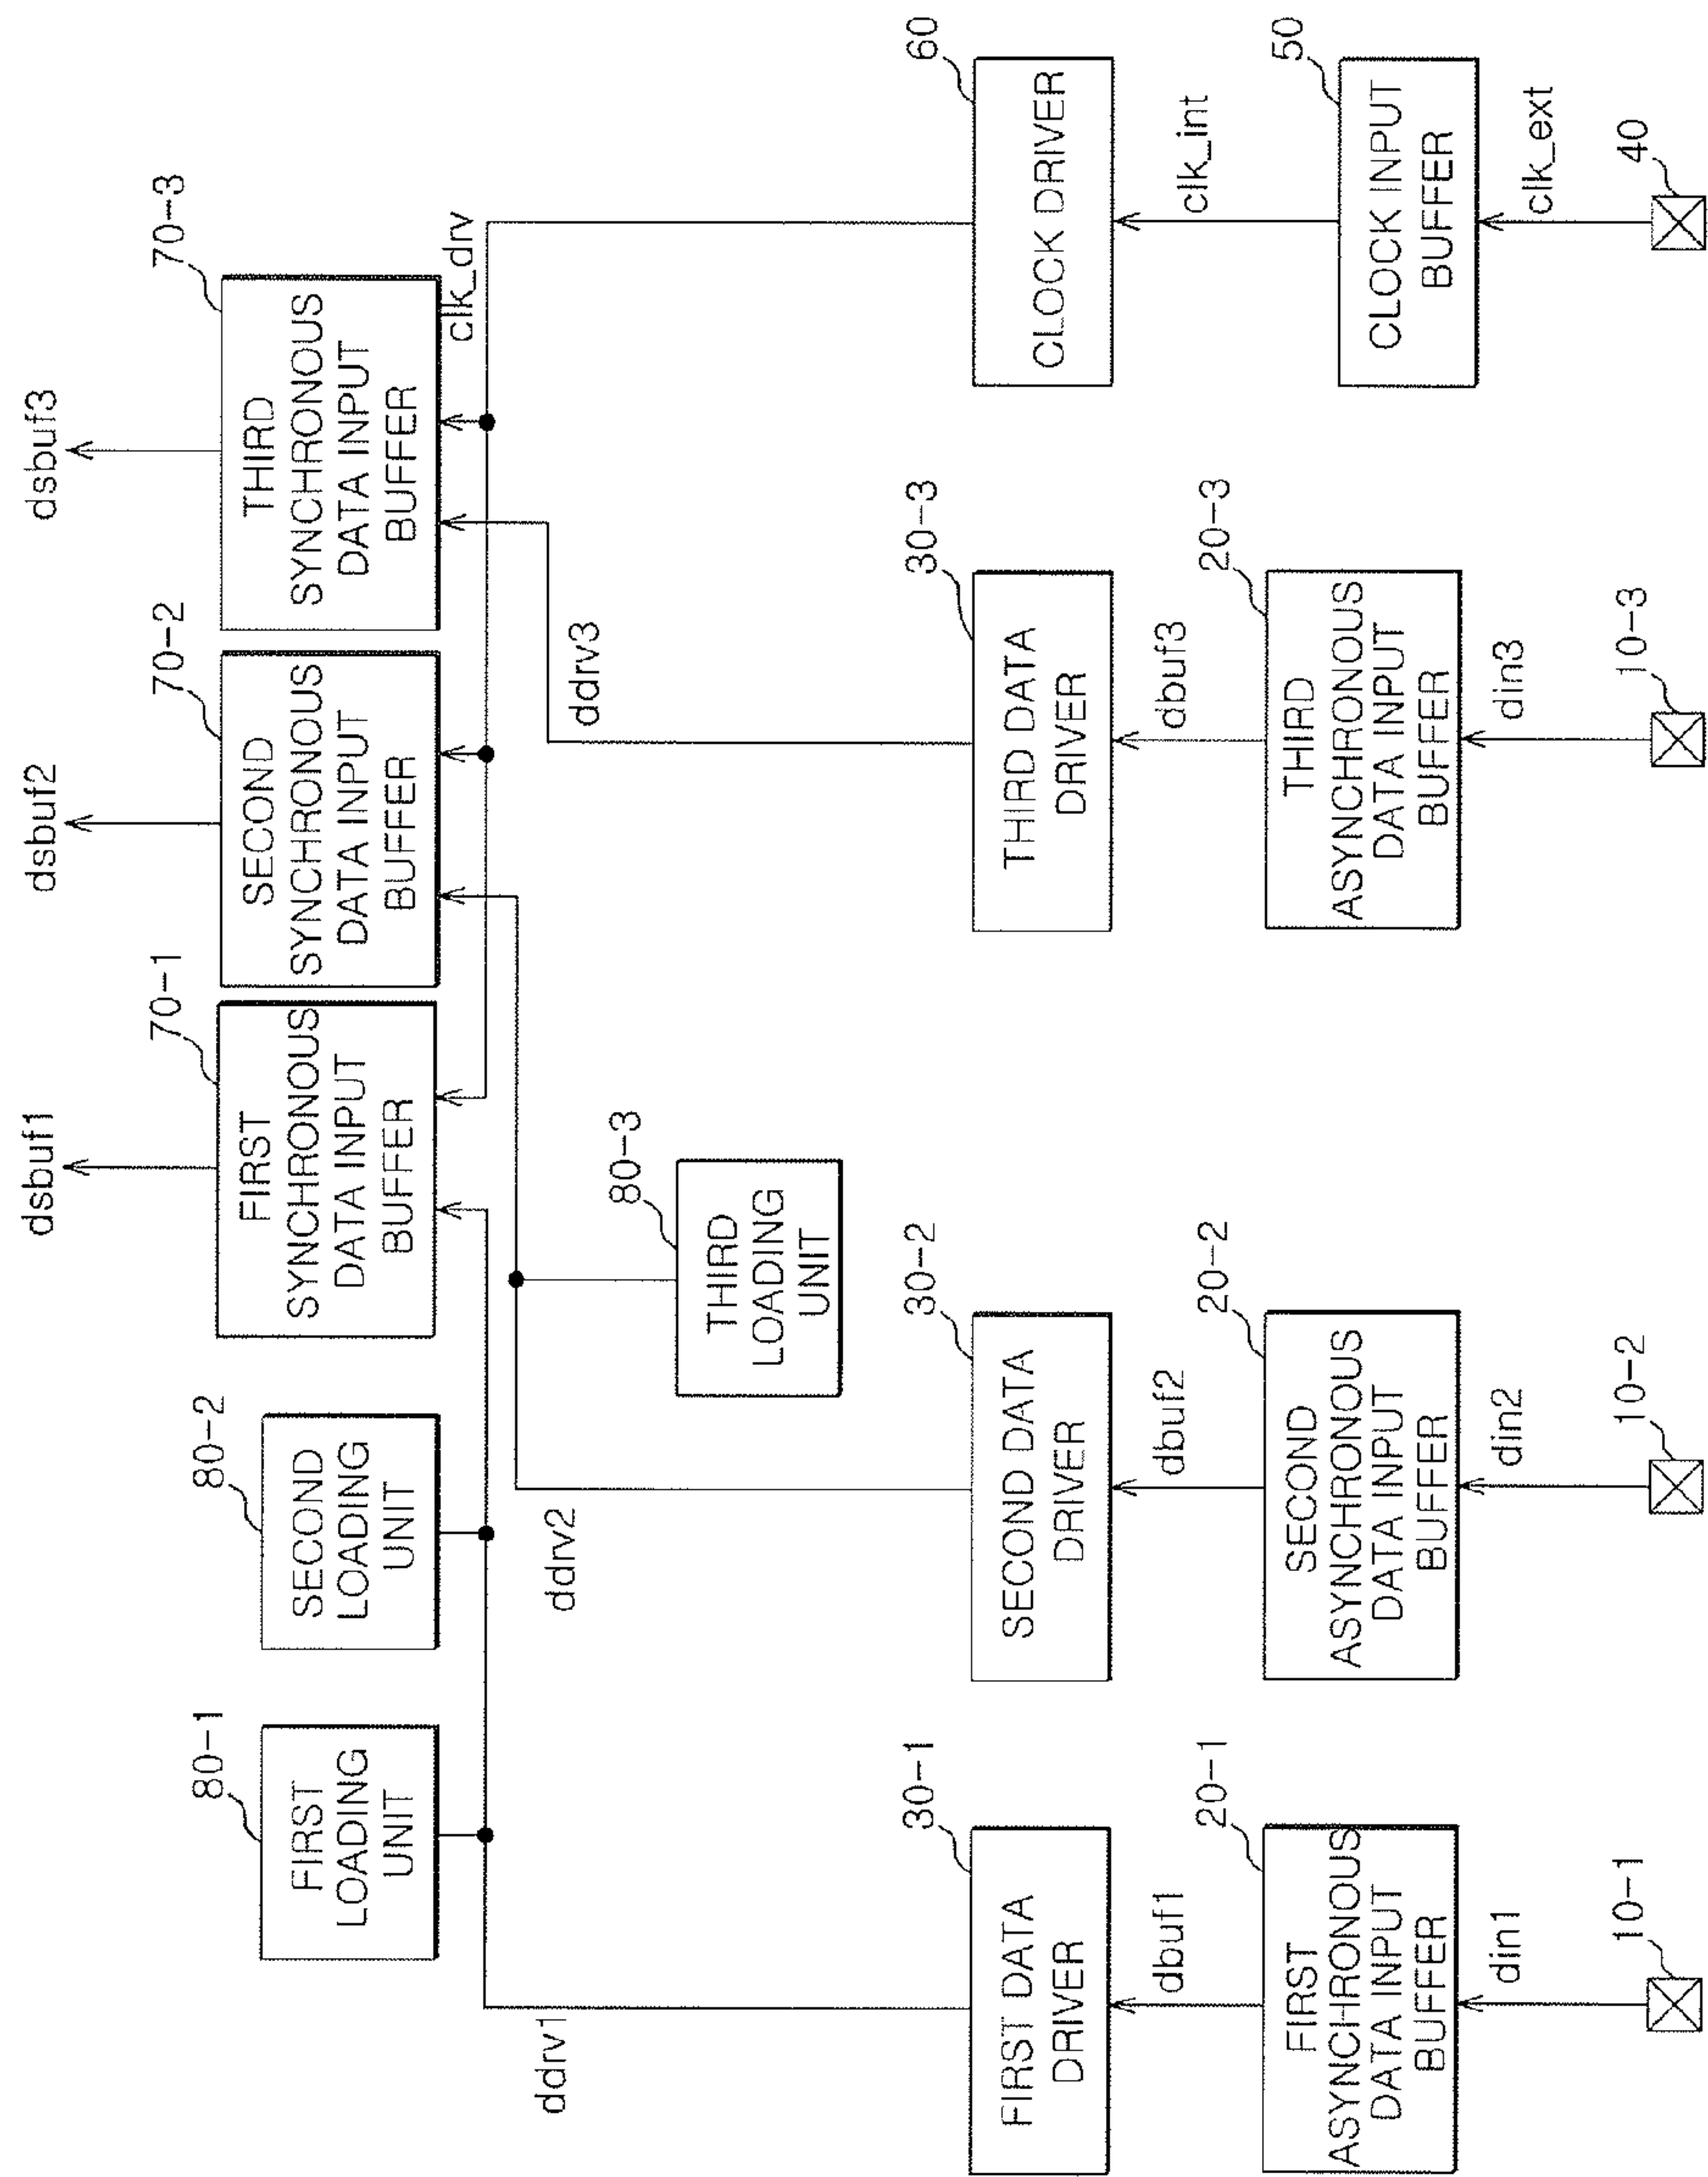 dsbuf1
dsbuf2
dsbuf3
80-1
80-2
70-1
70-2
70-3
FIRST
LOADING
UNIT
SECOND
LOADING
UNIT
FIRST
SYNCHRONOUS
DATA INPUT
BUFFER
SECOND
SYNCHRONOUS
DATA INPUT
BUFFER
THIRD
SYNCHRONOUS
DATA INPUT
BUFFER
clk_drv
ddrv1
ddrv2
ddrv3
80-3
THIRD
LOADING
UNIT
30-1
30-2
30-3
60
FIRST DATA
DRIVER
SECOND DATA
DRIVER
THIRD DATA
DRIVER
CLOCK DRIVER
dbuf1
dbuf2
dbuf3
clk_int
20-1
20-2
20-3
50
FIRST
ASYNCHRONOUS
DATA INPUT
BUFFER
SECOND
ASYNCHRONOUS
DATA INPUT
BUFFER
THIRD
ASYNCHRONOUS
DATA INPUT
BUFFER
CLOCK INPUT
BUFFER
din1
din2
din3
clk_ext
10-1
10-2
10-3
40